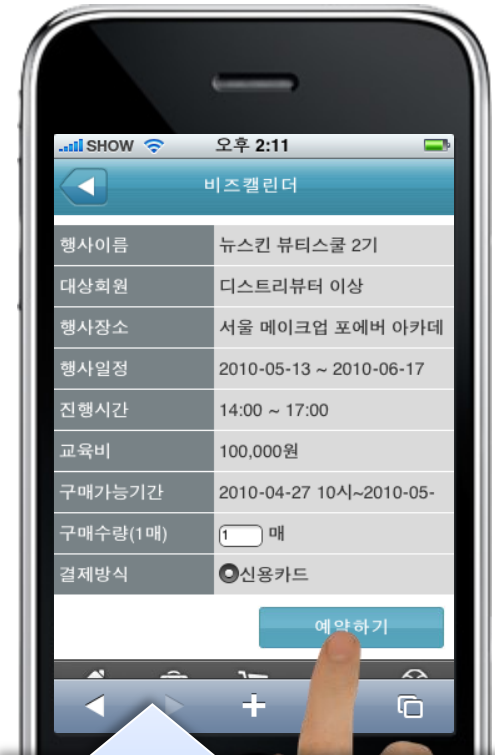 SHOW 오후 2:11
비즈캘린더
행사이름 뉴스킨 뷰티스쿨 2기
대상회원 디스트리뷰터 이상
행사장소 서울 메이크업 포에버 아카데
행사일정 2010-05-13 ~ 2010-06-17
진행시간 14:00 ~ 17:00
교육비 100,000원
구매가능기간 2010-04-27 10시~2010-05-
구매수량(1매) 1 매
결제방식 신용카드
예약하기